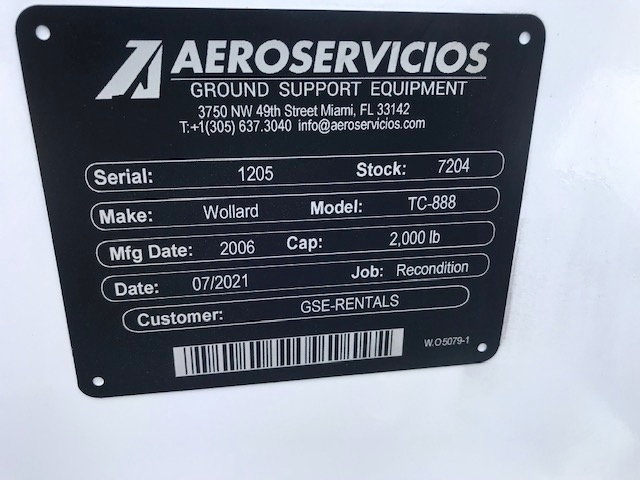 AEROSERVICIOS
GROUND SUPPORT EQUIPMENT
3750 NW 49th Street Miami, FL 33142
T:+1(305) 637.3040 info@aeroservicios.com
Serial: 1205 Stock: 7204
Make: Wollard Model: TC-888
Mfg Date: 2006 Cap: 2,000 lb
Date: 07/2021 Job: Recondition
Customer: GSE-RENTALS
W.O5079-1